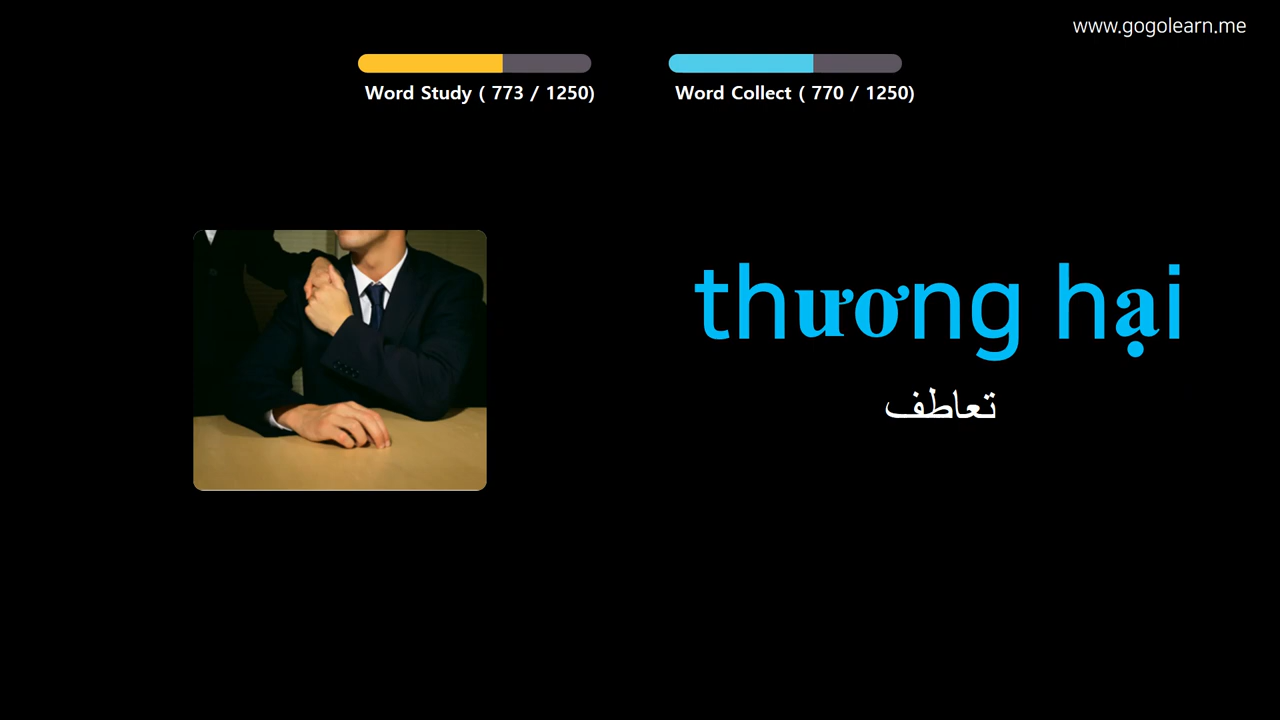 www.gogolearn.me
Word Study ( 773 / 1250)
Word Collect ( 770 / 1250)
thương hại
تعاطف